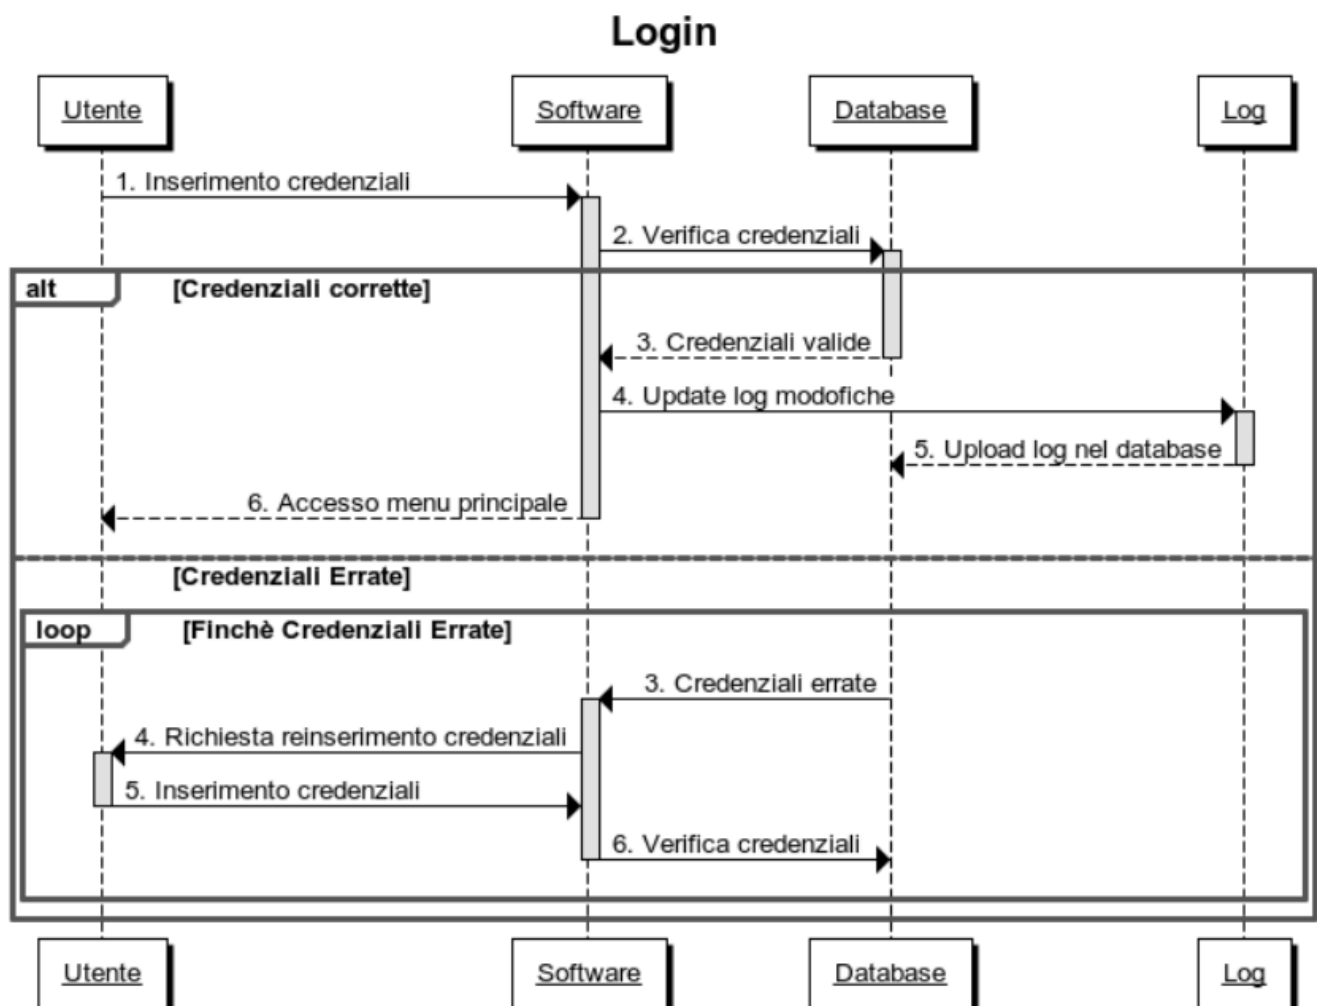 Login
Utente
Software
Database
Log
1. Inserimento credenziali
2. Verifica credenziali
alt
[Credenziali corrette]
3. Credenziali valide
4. Update log modofiche
5. Upload log nel database
6. Accesso menu principale
[Credenziali Errate]
loop
[Finchè Credenziali Errate]
3. Credenziali errate
4. Richiesta reinserimento credenziali
5. Inserimento credenziali
6. Verifica credenziali
Utente
Software
Database
Log